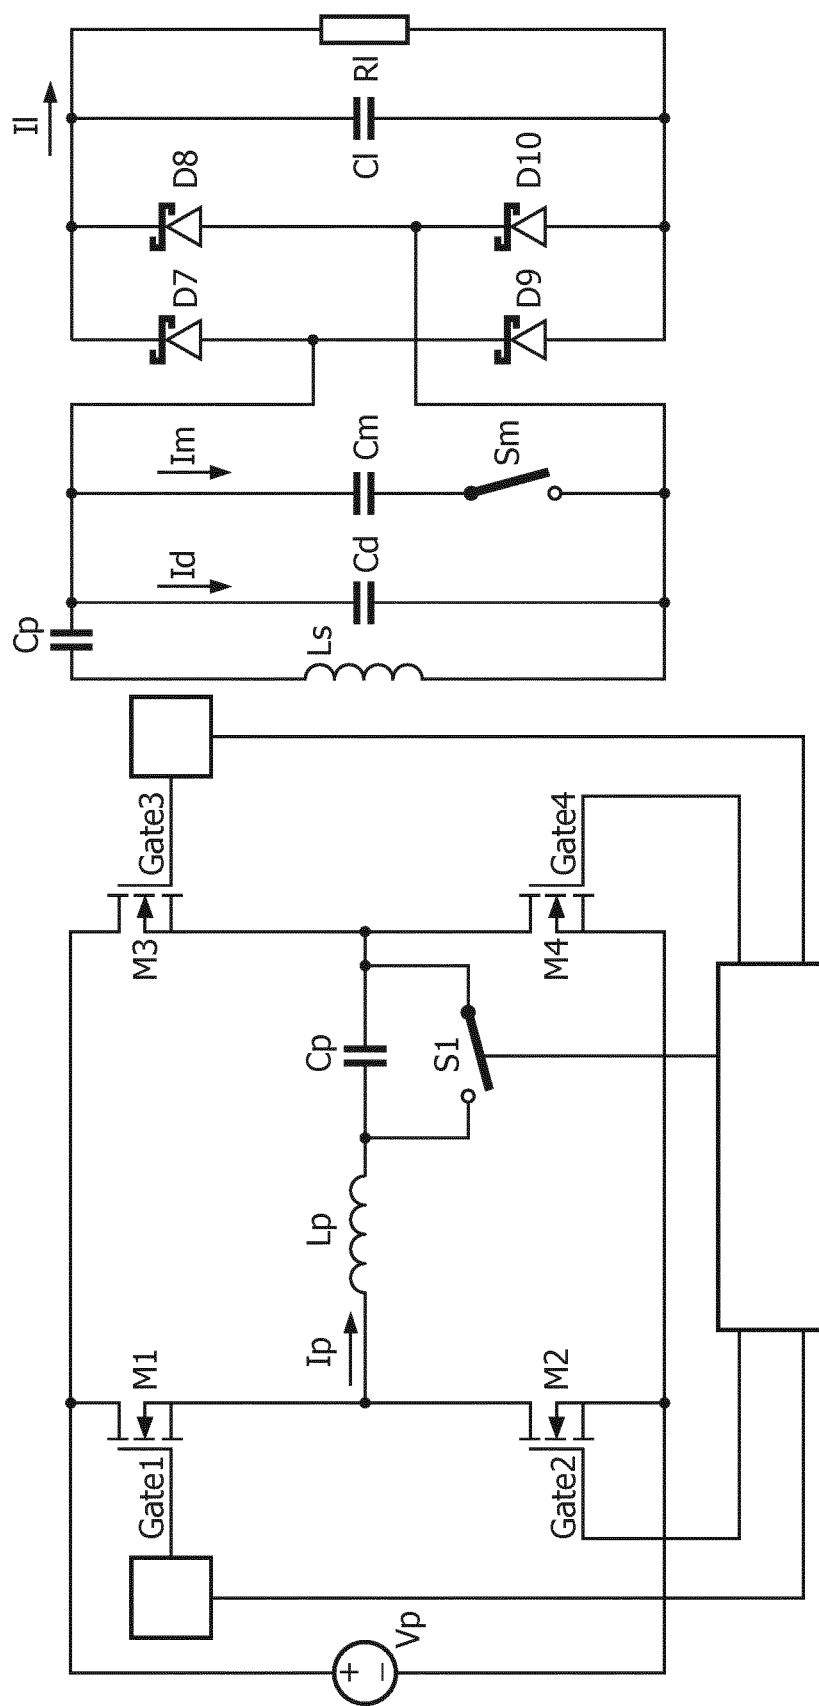 Vp
+
−
Gate1
M1
Gate2
M2
Ip
Lp
Cp
S1
M3
Gate3
M4
Gate4
Cp
Ls
Id
Cd
Im
Cm
Sm
D7
D9
D8
D10
Il
Cl
Rl